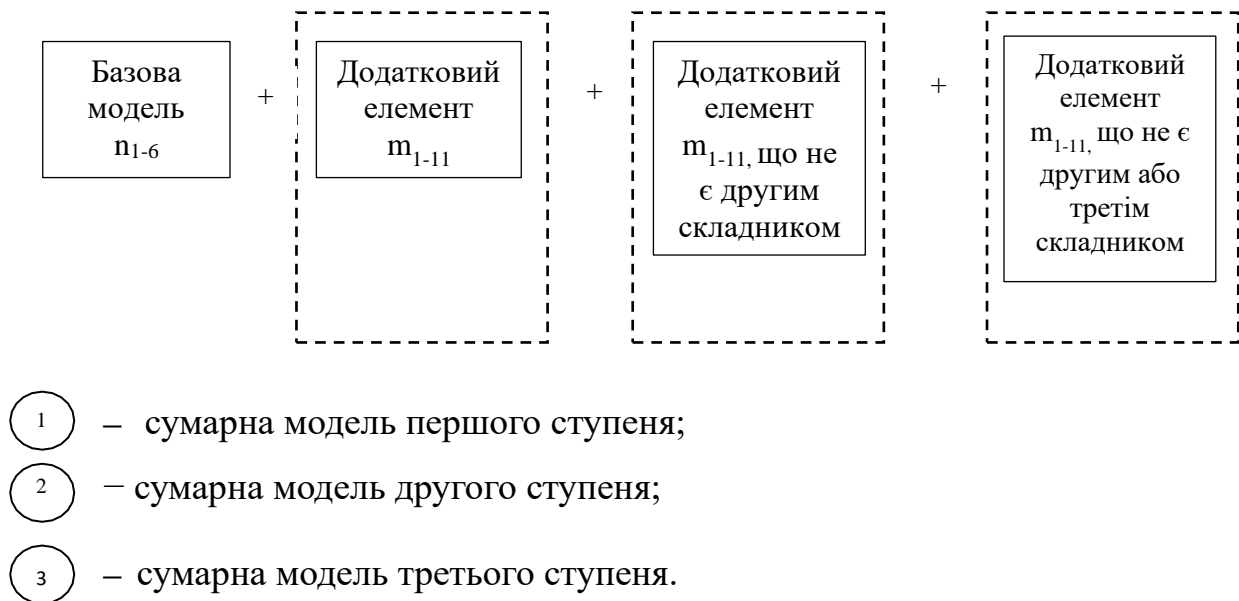 Базова
модель
n1-6
+
Додатковий
елемент
m1-11
+
Додатковий
елемент
m1-11, що не
є другим
складником
+
Додатковий
елемент
m1-11, що не є
другим або
третім
складником
1 – сумарна модель першого ступеня;
2 – сумарна модель другого ступеня;
3 – сумарна модель третього ступеня.